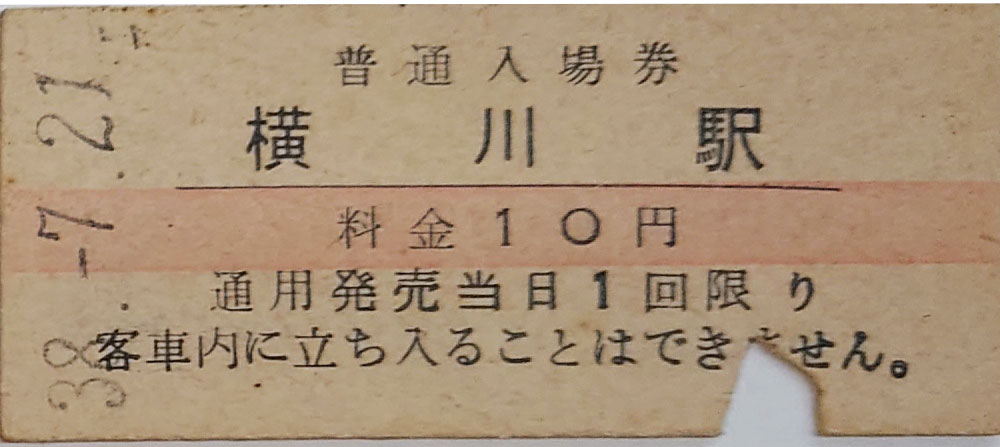 普通入場券
横川駅
料金10円
通用発売当日1回限り
客車内に立ち入ることはできません。
38.-7.21